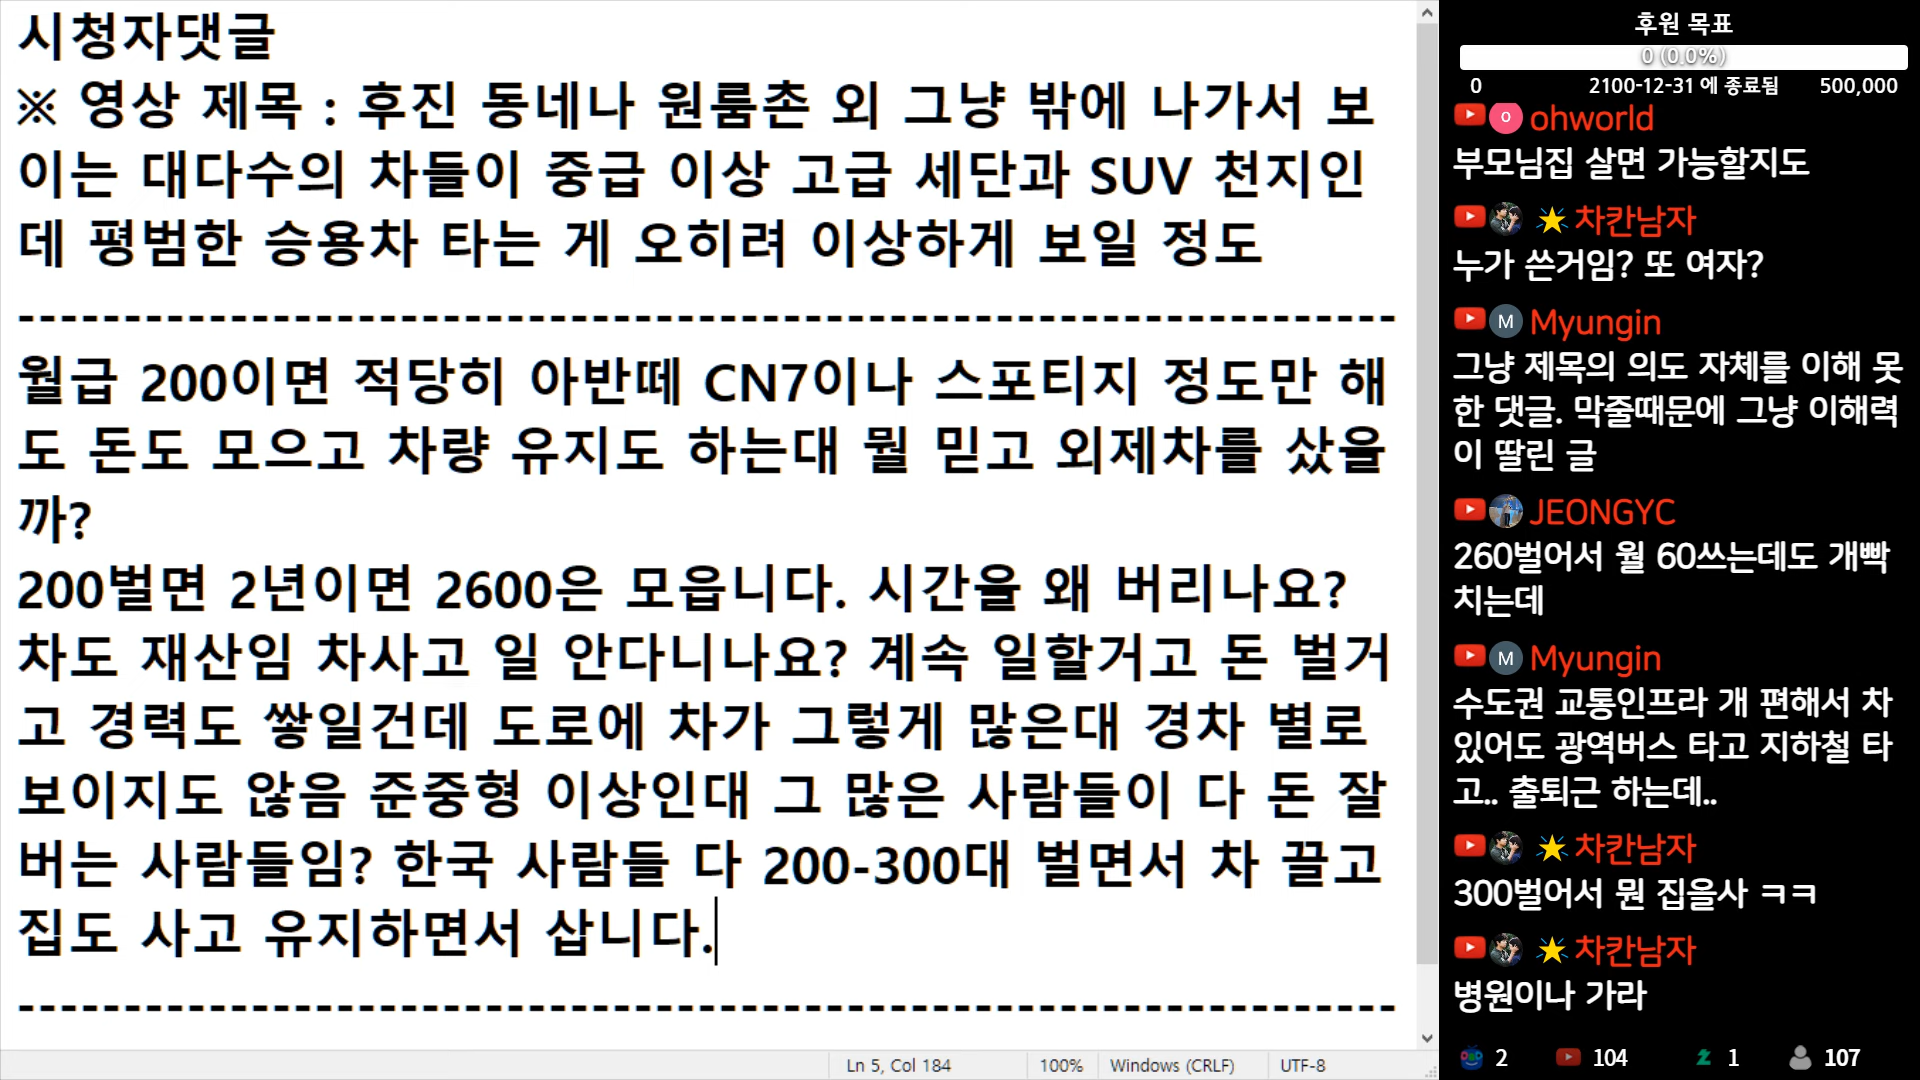 시청자댓글
※ 영상 제목 : 후진 동네나 원룸촌 외 그냥 밖에 나가서 보
이는 대다수의 차들이 중급 이상 고급 세단과 SUV 천지인
데 평범한 승용차 타는 게 오히려 이상하게 보일 정도
-----------------------------------------------------------------
월급 200이면 적당히 아반떼 CN7이나 스포티지 정도만 해
도 돈도 모으고 차량 유지도 하는대 뭘 믿고 외제차를 샀을
까?
200벌면 2년이면 2600은 모읍니다. 시간을 왜 버리나요?
차도 재산임 차사고 일 안다니나요? 계속 일할거고 돈 벌거
고 경력도 쌓일건데 도로에 차가 그렇게 많은대 경차 별로
보이지도 않음 준중형 이상인대 그 많은 사람들이 다 돈 잘
버는 사람들임? 한국 사람들 다 200-300대 벌면서 차 끌고
집도 사고 유지하면서 삽니다.
-----------------------------------------------------------------
Ln 5, Col 184
100%
Windows (CRLF)
UTF-8
후원 목표
0 (0.0%)
0 2100-12-31 에 종료됨 500,000
o ohworld
부모님집 살면 가능할지도
차칸남자
누가 쓴거임? 또 여자?
M Myungin
그냥 제목의 의도 자체를 이해 못
한 댓글. 막줄때문에 그냥 이해력
이 딸린 글
JEONGYC
260벌어서 월 60쓰는데도 개빡
치는데
M Myungin
수도권 교통인프라 개 편해서 차
있어도 광역버스 타고 지하철 타
고.. 출퇴근 하는데..
차칸남자
300벌어서 뭔 집을사 ㅋㅋ
차칸남자
병원이나 가라
2 104 1 107